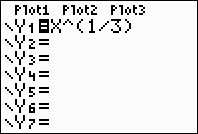 Plot1 Plot2 Plot3
\Y₁=X^(1/3)
\Y₂=
\Y₃=
\Y₄=
\Y₅=
\Y₆=
\Y₇=